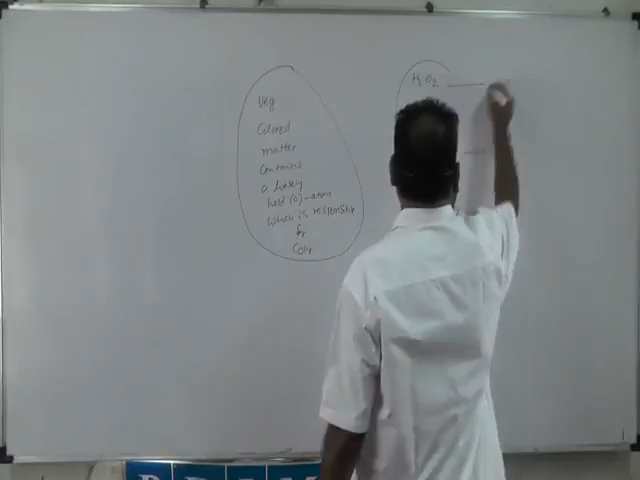 Veg
Colored
matter
Contains
a loosely
held (o)-atom
which is responsible
for
Color
H2O2